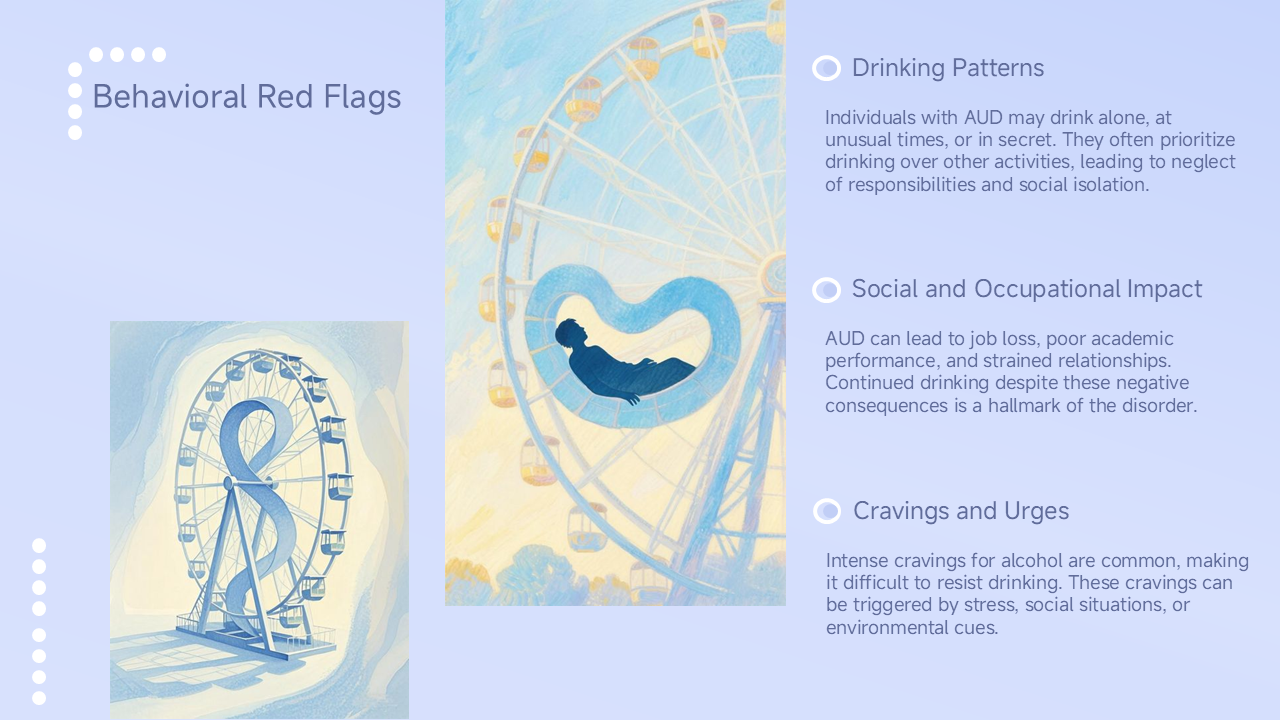 Behavioral Red Flags
Drinking Patterns
Individuals with AUD may drink alone, at
unusual times, or in secret. They often prioritize
drinking over other activities, leading to neglect
of responsibilities and social isolation.
Social and Occupational Impact
AUD can lead to job loss, poor academic
performance, and strained relationships.
Continued drinking despite these negative
consequences is a hallmark of the disorder.
Cravings and Urges
Intense cravings for alcohol are common, making
it difficult to resist drinking. These cravings can
be triggered by stress, social situations, or
environmental cues.